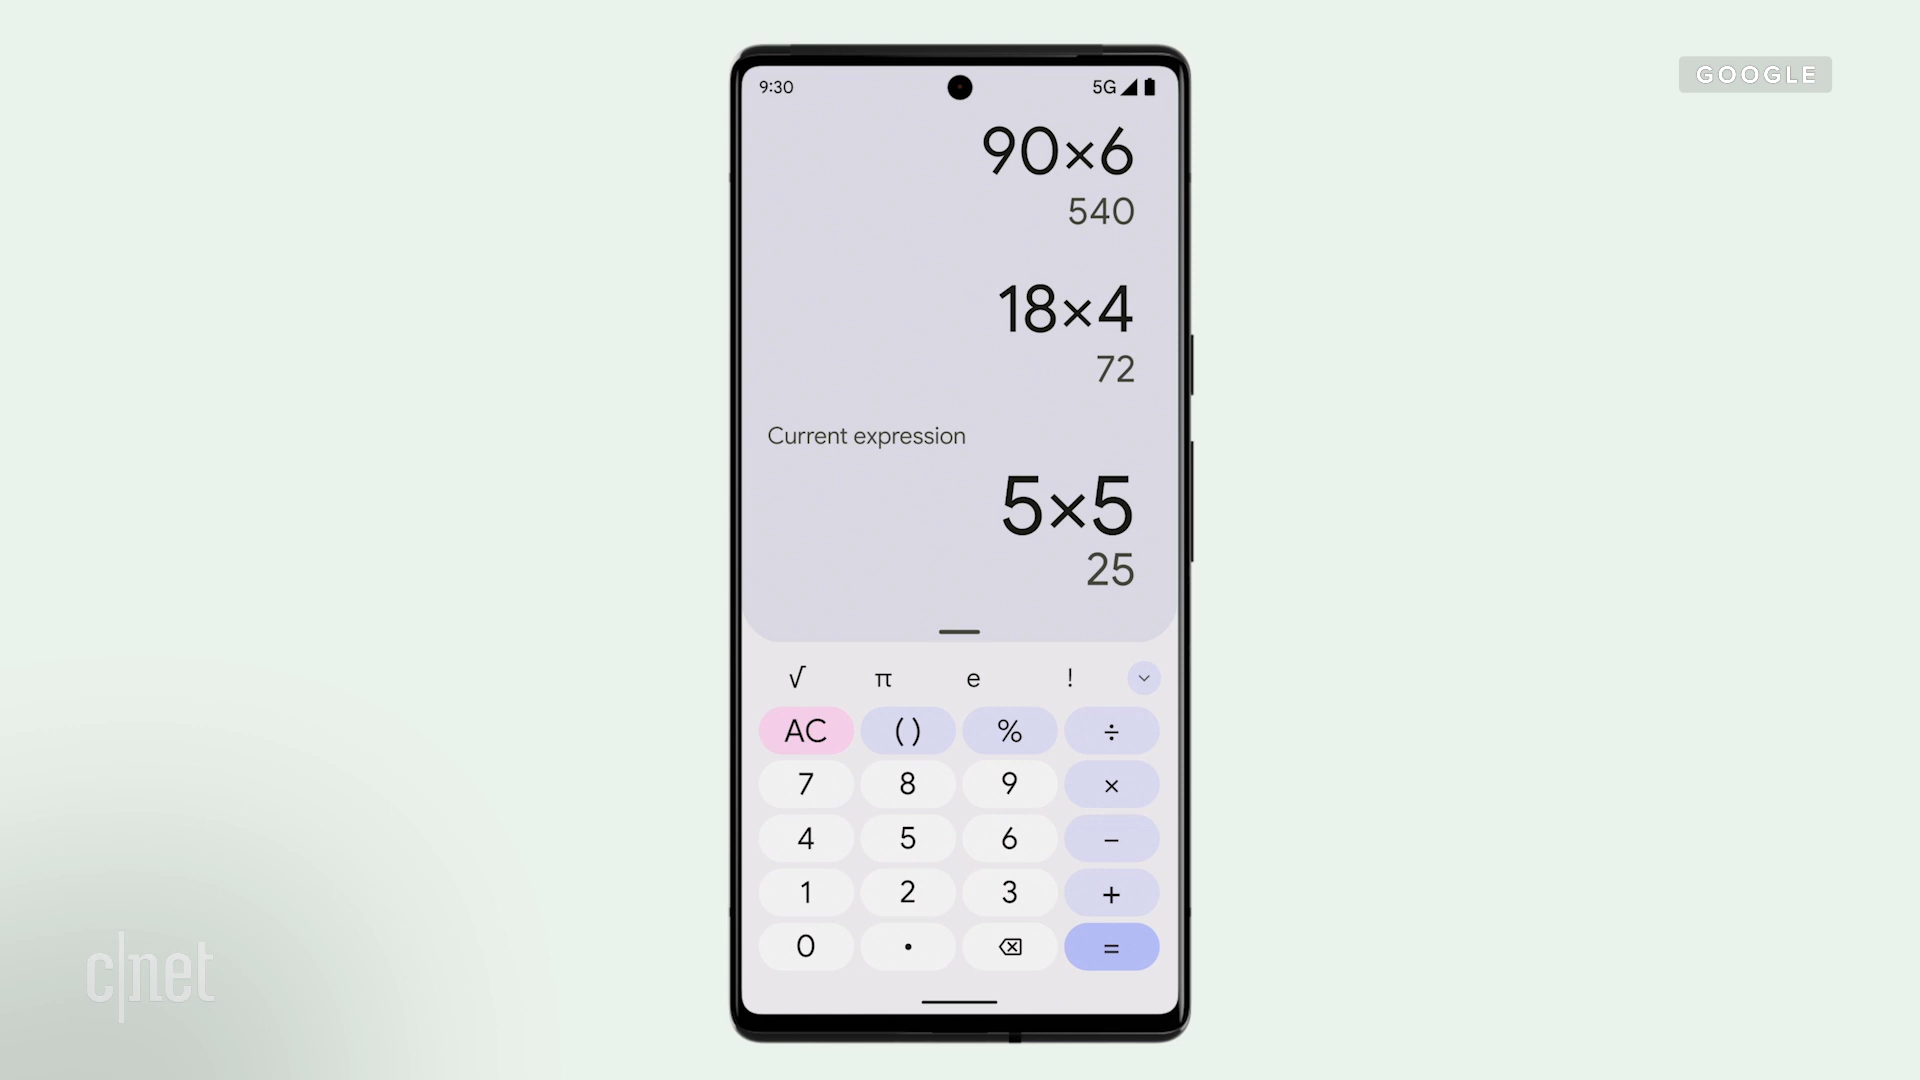 GOOGLE
9:30
5G
90×6
540
18×4
72
Current expression
5×5
25
√ π e !
AC ( ) % ÷
7 8 9 ×
4 5 6 −
1 2 3 +
0 . =
c|net